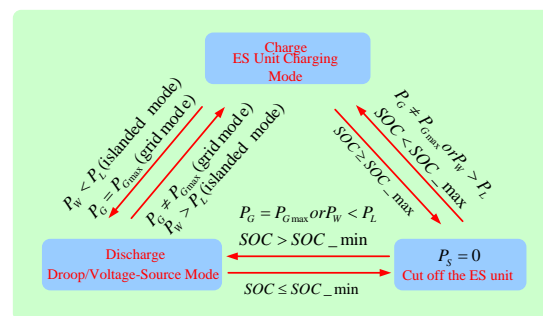 Charge
ES Unit Charging
Mode
P_W < P_L (islanded mode)
P_G = P_Gmax (grid mode)
P_G ≠ P_Gmax (grid mode)
P_W > P_L (islanded mode)
P_G ≠ P_Gmax or P_W > P_L
SOC < SOC_max
SOC ≥ SOC_max
P_G = P_Gmax or P_W < P_L
SOC > SOC_min
Discharge
Droop/Voltage-Source Mode
P_S = 0
Cut off the ES unit
SOC ≤ SOC_min